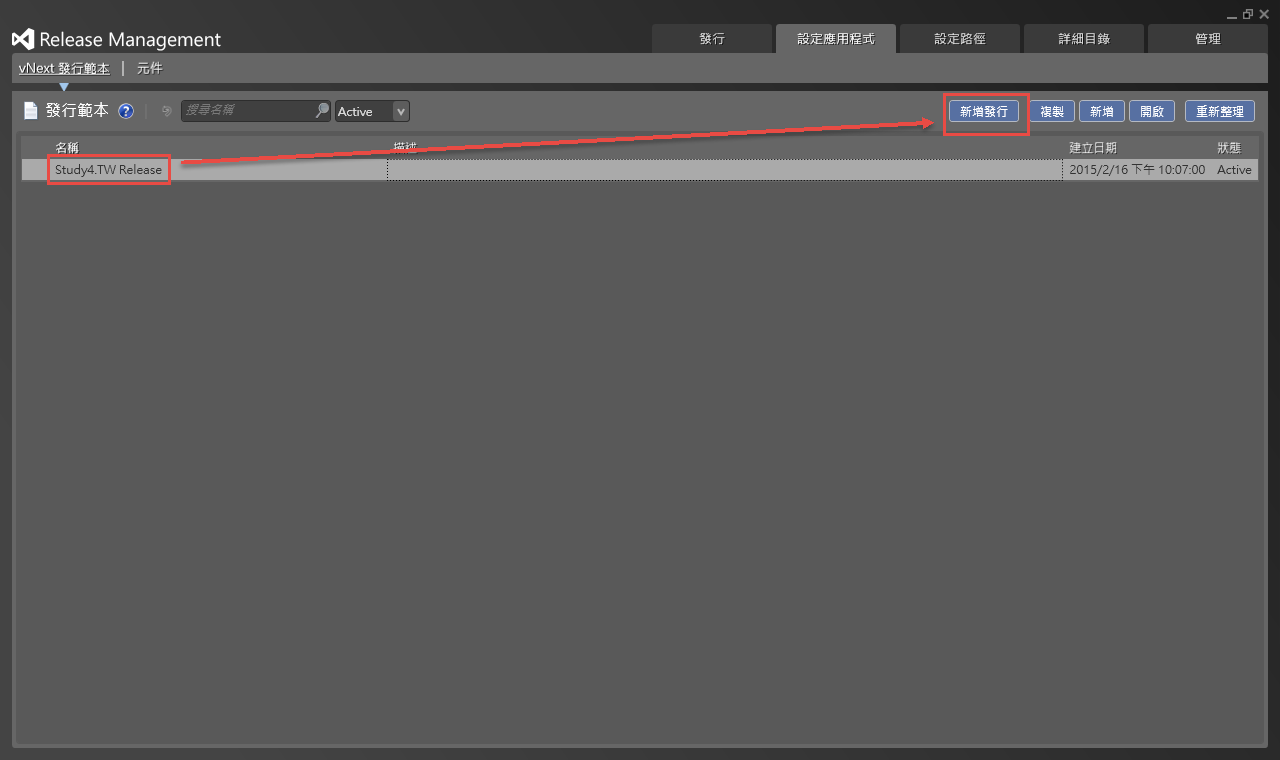 Release Management
發行
設定應用程式
設定路徑
詳細目錄
管理
vNext 發行範本
元件
發行範本
搜尋名稱
Active
新增發行
複製
新增
開啟
重新整理
名稱
描述
建立日期
狀態
Study4.TW Release
2015/2/16 下午 10:07:00
Active